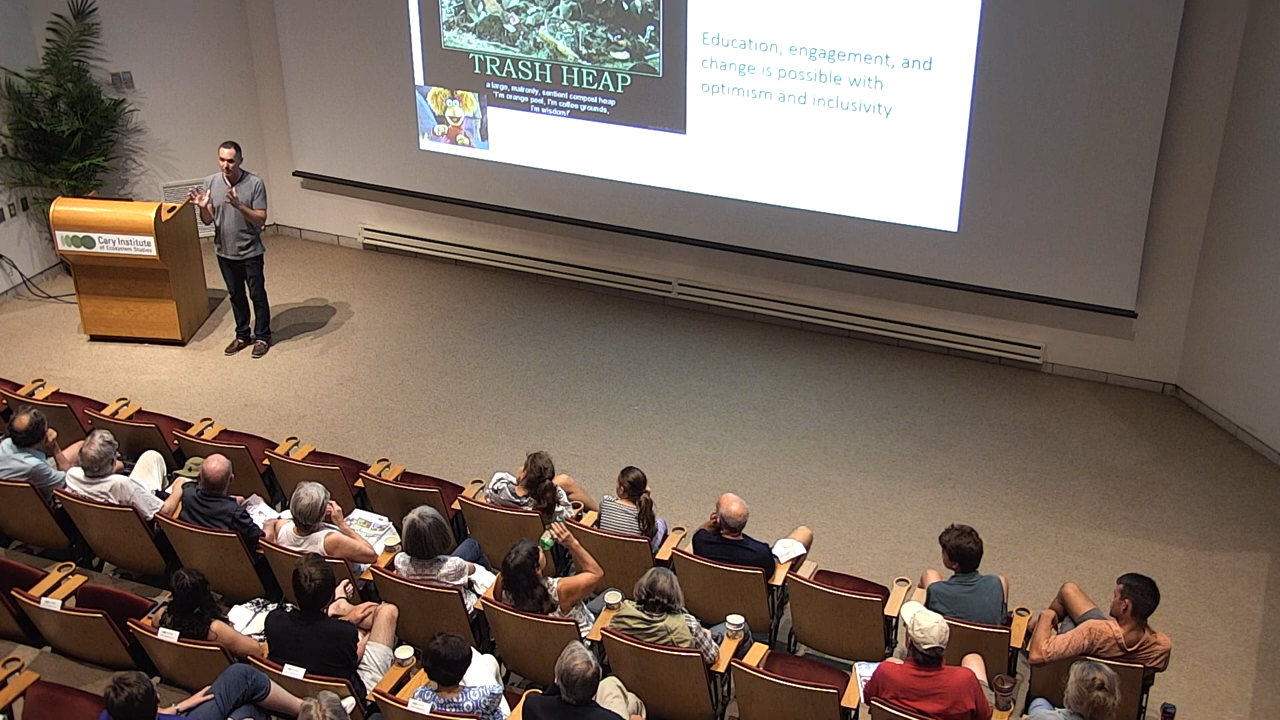 TRASH HEAP
a large, matronly, sentient compost heap
"I'm orange peel, I'm coffee grounds,
I'm wisdom!"
Education, engagement, and
change is possible with
optimism and inclusivity
Cary Institute
of Ecosystem Studies